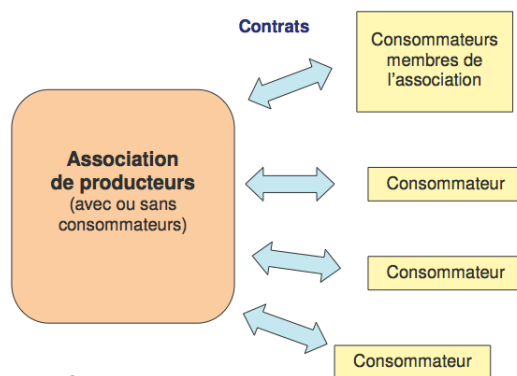 Contrats
Consommateurs
membres de
l'association
Association
de producteurs
(avec ou sans
consommateurs)
Consommateur
Consommateur
Consommateur